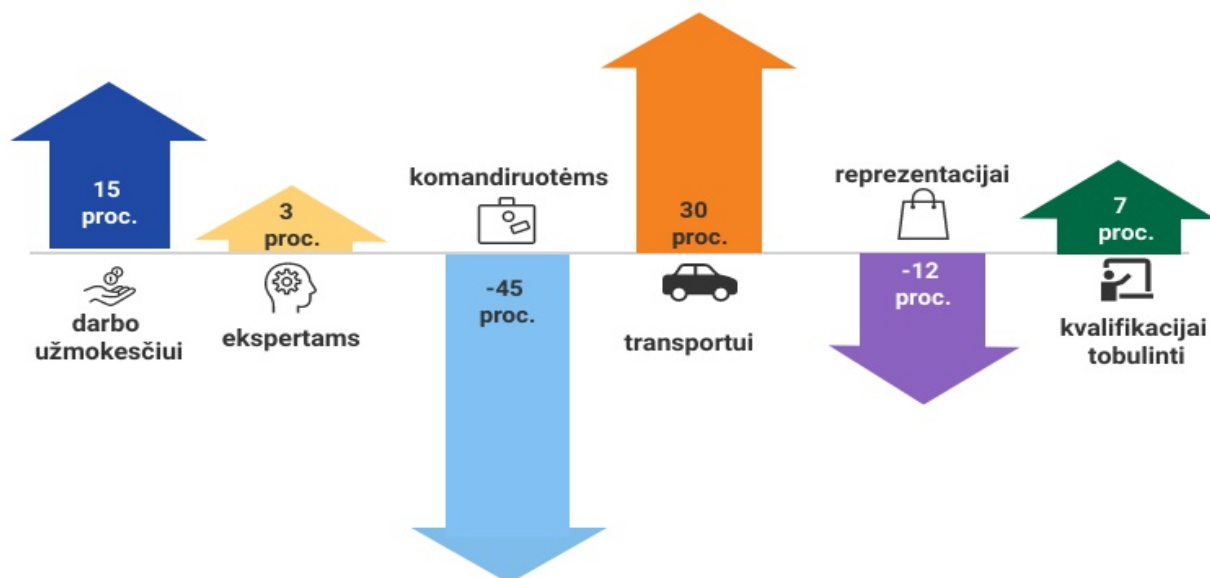 15
proc.
darbo
užmokesčiui
3
proc.
ekspertams
komandiruotėms
-45
proc.
30
proc.
transportui
reprezentacijai
-12
proc.
7
proc.
kvalifikacijai
tobulinti